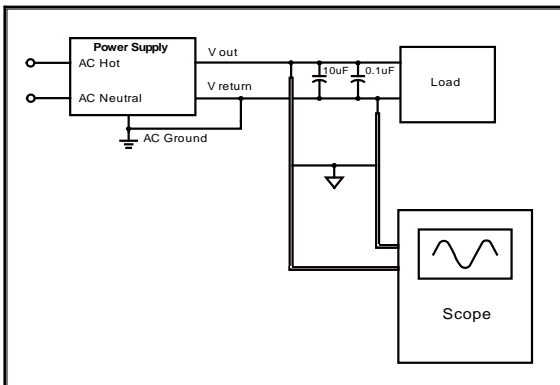 Power Supply
AC Hot
AC Neutral
V out
V return
AC Ground
10uF
0.1uF
Load
Scope